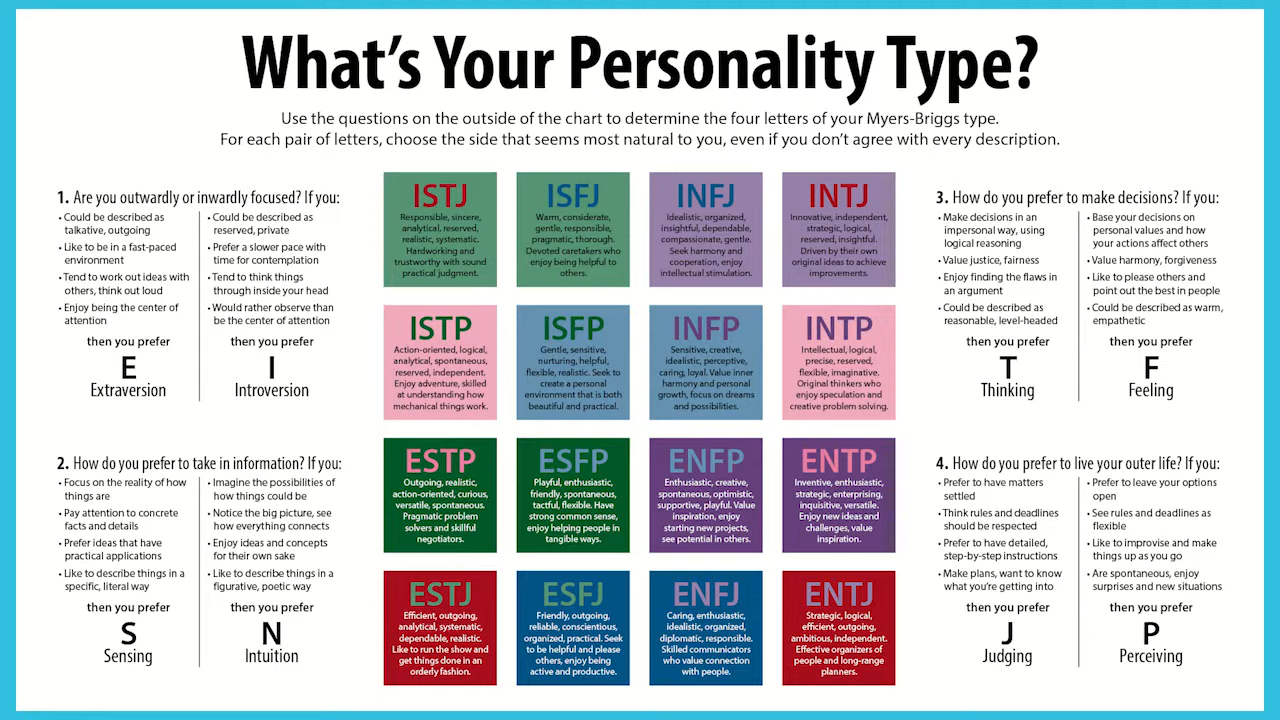 What's Your Personality Type?
Use the questions on the outside of the chart to determine the four letters of your Myers-Briggs type.
For each pair of letters, choose the side that seems most natural to you, even if you don't agree with every description.
1. Are you outwardly or inwardly focused? If you:
• Could be described as
talkative, outgoing
• Like to be in a fast-paced
environment
• Tend to work out ideas with
others, think out loud
• Enjoy being the center of
attention
then you prefer
E
Extraversion
• Could be described as
reserved, private
• Prefer a slower pace with
time for contemplation
• Tend to think things
through inside your head
• Would rather observe than
be the center of attention
then you prefer
I
Introversion
2. How do you prefer to take in information? If you:
• Focus on the reality of how
things are
• Pay attention to concrete
facts and details
• Prefer ideas that have
practical applications
• Like to describe things in a
specific, literal way
then you prefer
S
Sensing
• Imagine the possibilities of
how things could be
• Notice the big picture, see
how everything connects
• Enjoy ideas and concepts
for their own sake
• Like to describe things in a
figurative, poetic way
then you prefer
N
Intuition
ISTJ
Responsible, sincere,
analytical, reserved,
realistic, systematic.
Hardworking and
trustworthy with sound
practical judgment.
ISFJ
Warm, considerate,
gentle, responsible,
pragmatic, thorough.
Devoted caretakers who
enjoy being helpful to
others.
INFJ
Idealistic, organized,
insightful, dependable,
compassionate, gentle.
Seek harmony and
cooperation, enjoy
intellectual stimulation.
INTJ
Innovative, independent,
strategic, logical,
reserved, insightful.
Driven by their own
original ideas to achieve
improvements.
ISTP
Action-oriented, logical,
analytical, spontaneous,
reserved, independent.
Enjoy adventure, skilled
at understanding how
mechanical things work.
ISFP
Gentle, sensitive,
nurturing, helpful,
flexible, realistic. Seek to
create a personal
environment that is both
beautiful and practical.
INFP
Sensitive, creative,
idealistic, perceptive,
caring, loyal. Value inner
harmony and personal
growth, focus on dreams
and possibilities.
INTP
Intellectual, logical,
precise, reserved,
flexible, imaginative.
Original thinkers who
enjoy speculation and
creative problem solving.
ESTP
Outgoing, realistic,
action-oriented, curious,
versatile, spontaneous.
Pragmatic problem
solvers and skillful
negotiators.
ESFP
Playful, enthusiastic,
friendly, spontaneous,
tactful, flexible. Have
strong common sense,
enjoy helping people in
tangible ways.
ENFP
Enthusiastic, creative,
spontaneous, optimistic,
supportive, playful. Value
inspiration, enjoy
starting new projects,
see potential in others.
ENTP
Inventive, enthusiastic,
strategic, enterprising,
inquisitive, versatile.
Enjoy new ideas and
challenges, value
inspiration.
ESTJ
Efficient, outgoing,
analytical, systematic,
dependable, realistic.
Like to run the show and
get things done in an
orderly fashion.
ESFJ
Friendly, outgoing,
reliable, conscientious,
organized, practical. Seek
to be helpful and please
others, enjoy being
active and productive.
ENFJ
Caring, enthusiastic,
idealistic, organized,
diplomatic, responsible.
Skilled communicators
who value connection
with people.
ENTJ
Strategic, logical,
efficient, outgoing,
ambitious, independent.
Effective organizers of
people and long-range
planners.
3. How do you prefer to make decisions? If you:
• Make decisions in an
impersonal way, using
logical reasoning
• Value justice, fairness
• Enjoy finding the flaws in
an argument
• Could be described as
reasonable, level-headed
then you prefer
T
Thinking
• Base your decisions on
personal values and how
your actions affect others
• Value harmony, forgiveness
• Like to please others and
point out the best in people
• Could be described as warm,
empathetic
then you prefer
F
Feeling
4. How do you prefer to live your outer life? If you:
• Prefer to have matters
settled
• Think rules and deadlines
should be respected
• Prefer to have detailed,
step-by-step instructions
• Make plans, want to know
what you're getting into
then you prefer
J
Judging
• Prefer to leave your options
open
• See rules and deadlines as
flexible
• Like to improvise and make
things up as you go
• Are spontaneous, enjoy
surprises and new situations
then you prefer
P
Perceiving